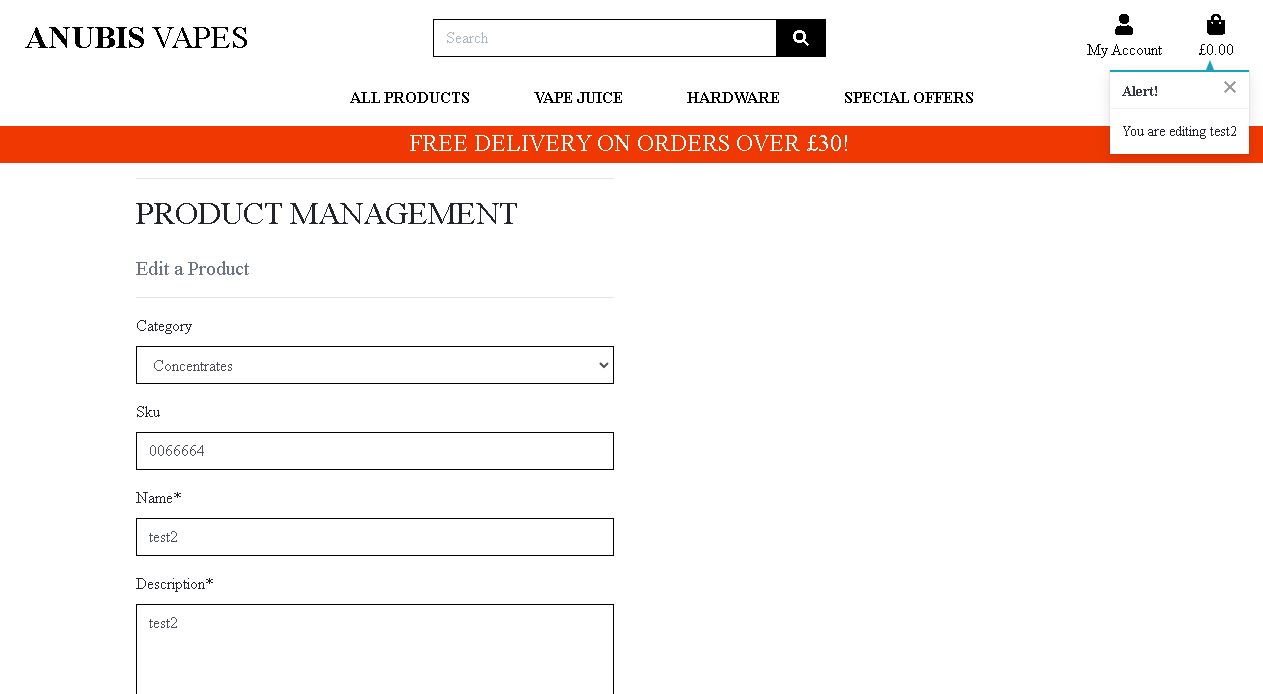 ANUBIS VAPES
Search
My Account
£0.00
ALL PRODUCTS VAPE JUICE HARDWARE SPECIAL OFFERS
Alert!
You are editing test2
FREE DELIVERY ON ORDERS OVER £30!
PRODUCT MANAGEMENT
Edit a Product
Category
Concentrates
Sku
0066664
Name*
test2
Description*
test2